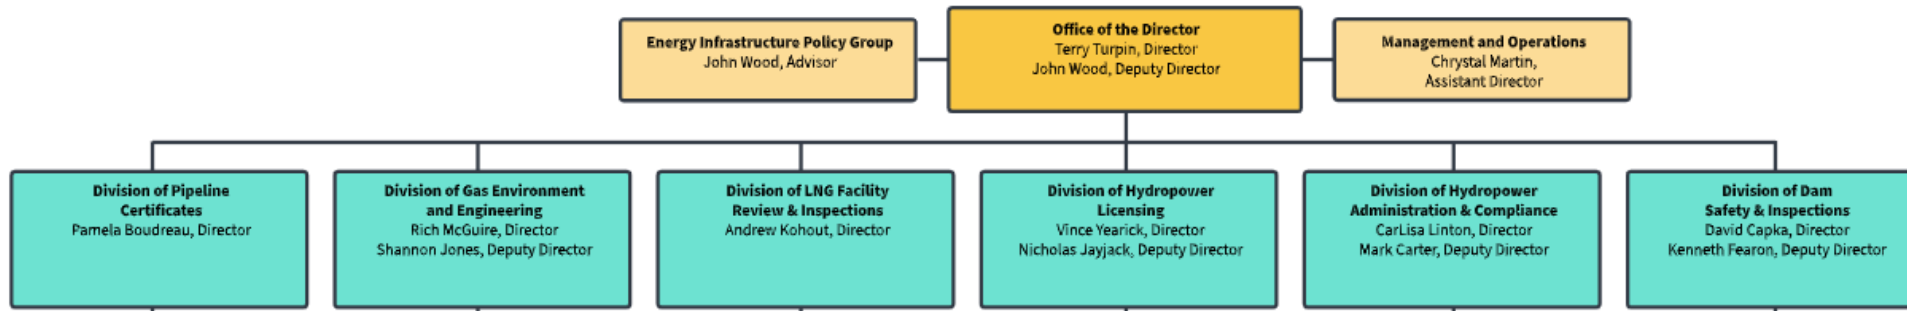 Energy Infrastructure Policy Group
John Wood, Advisor
Office of the Director
Terry Turpin, Director
John Wood, Deputy Director
Management and Operations
Chrystal Martin,
Assistant Director
Division of Pipeline
Certificates
Pamela Boudreau, Director
Division of Gas Environment
and Engineering
Rich McGuire, Director
Shannon Jones, Deputy Director
Division of LNG Facility
Review & Inspections
Andrew Kohout, Director
Division of Hydropower
Licensing
Vince Yearick, Director
Nicholas Jayjack, Deputy Director
Division of Hydropower
Administration & Compliance
CarLisa Linton, Director
Mark Carter, Deputy Director
Division of Dam
Safety & Inspections
David Capka, Director
Kenneth Fearon, Deputy Director